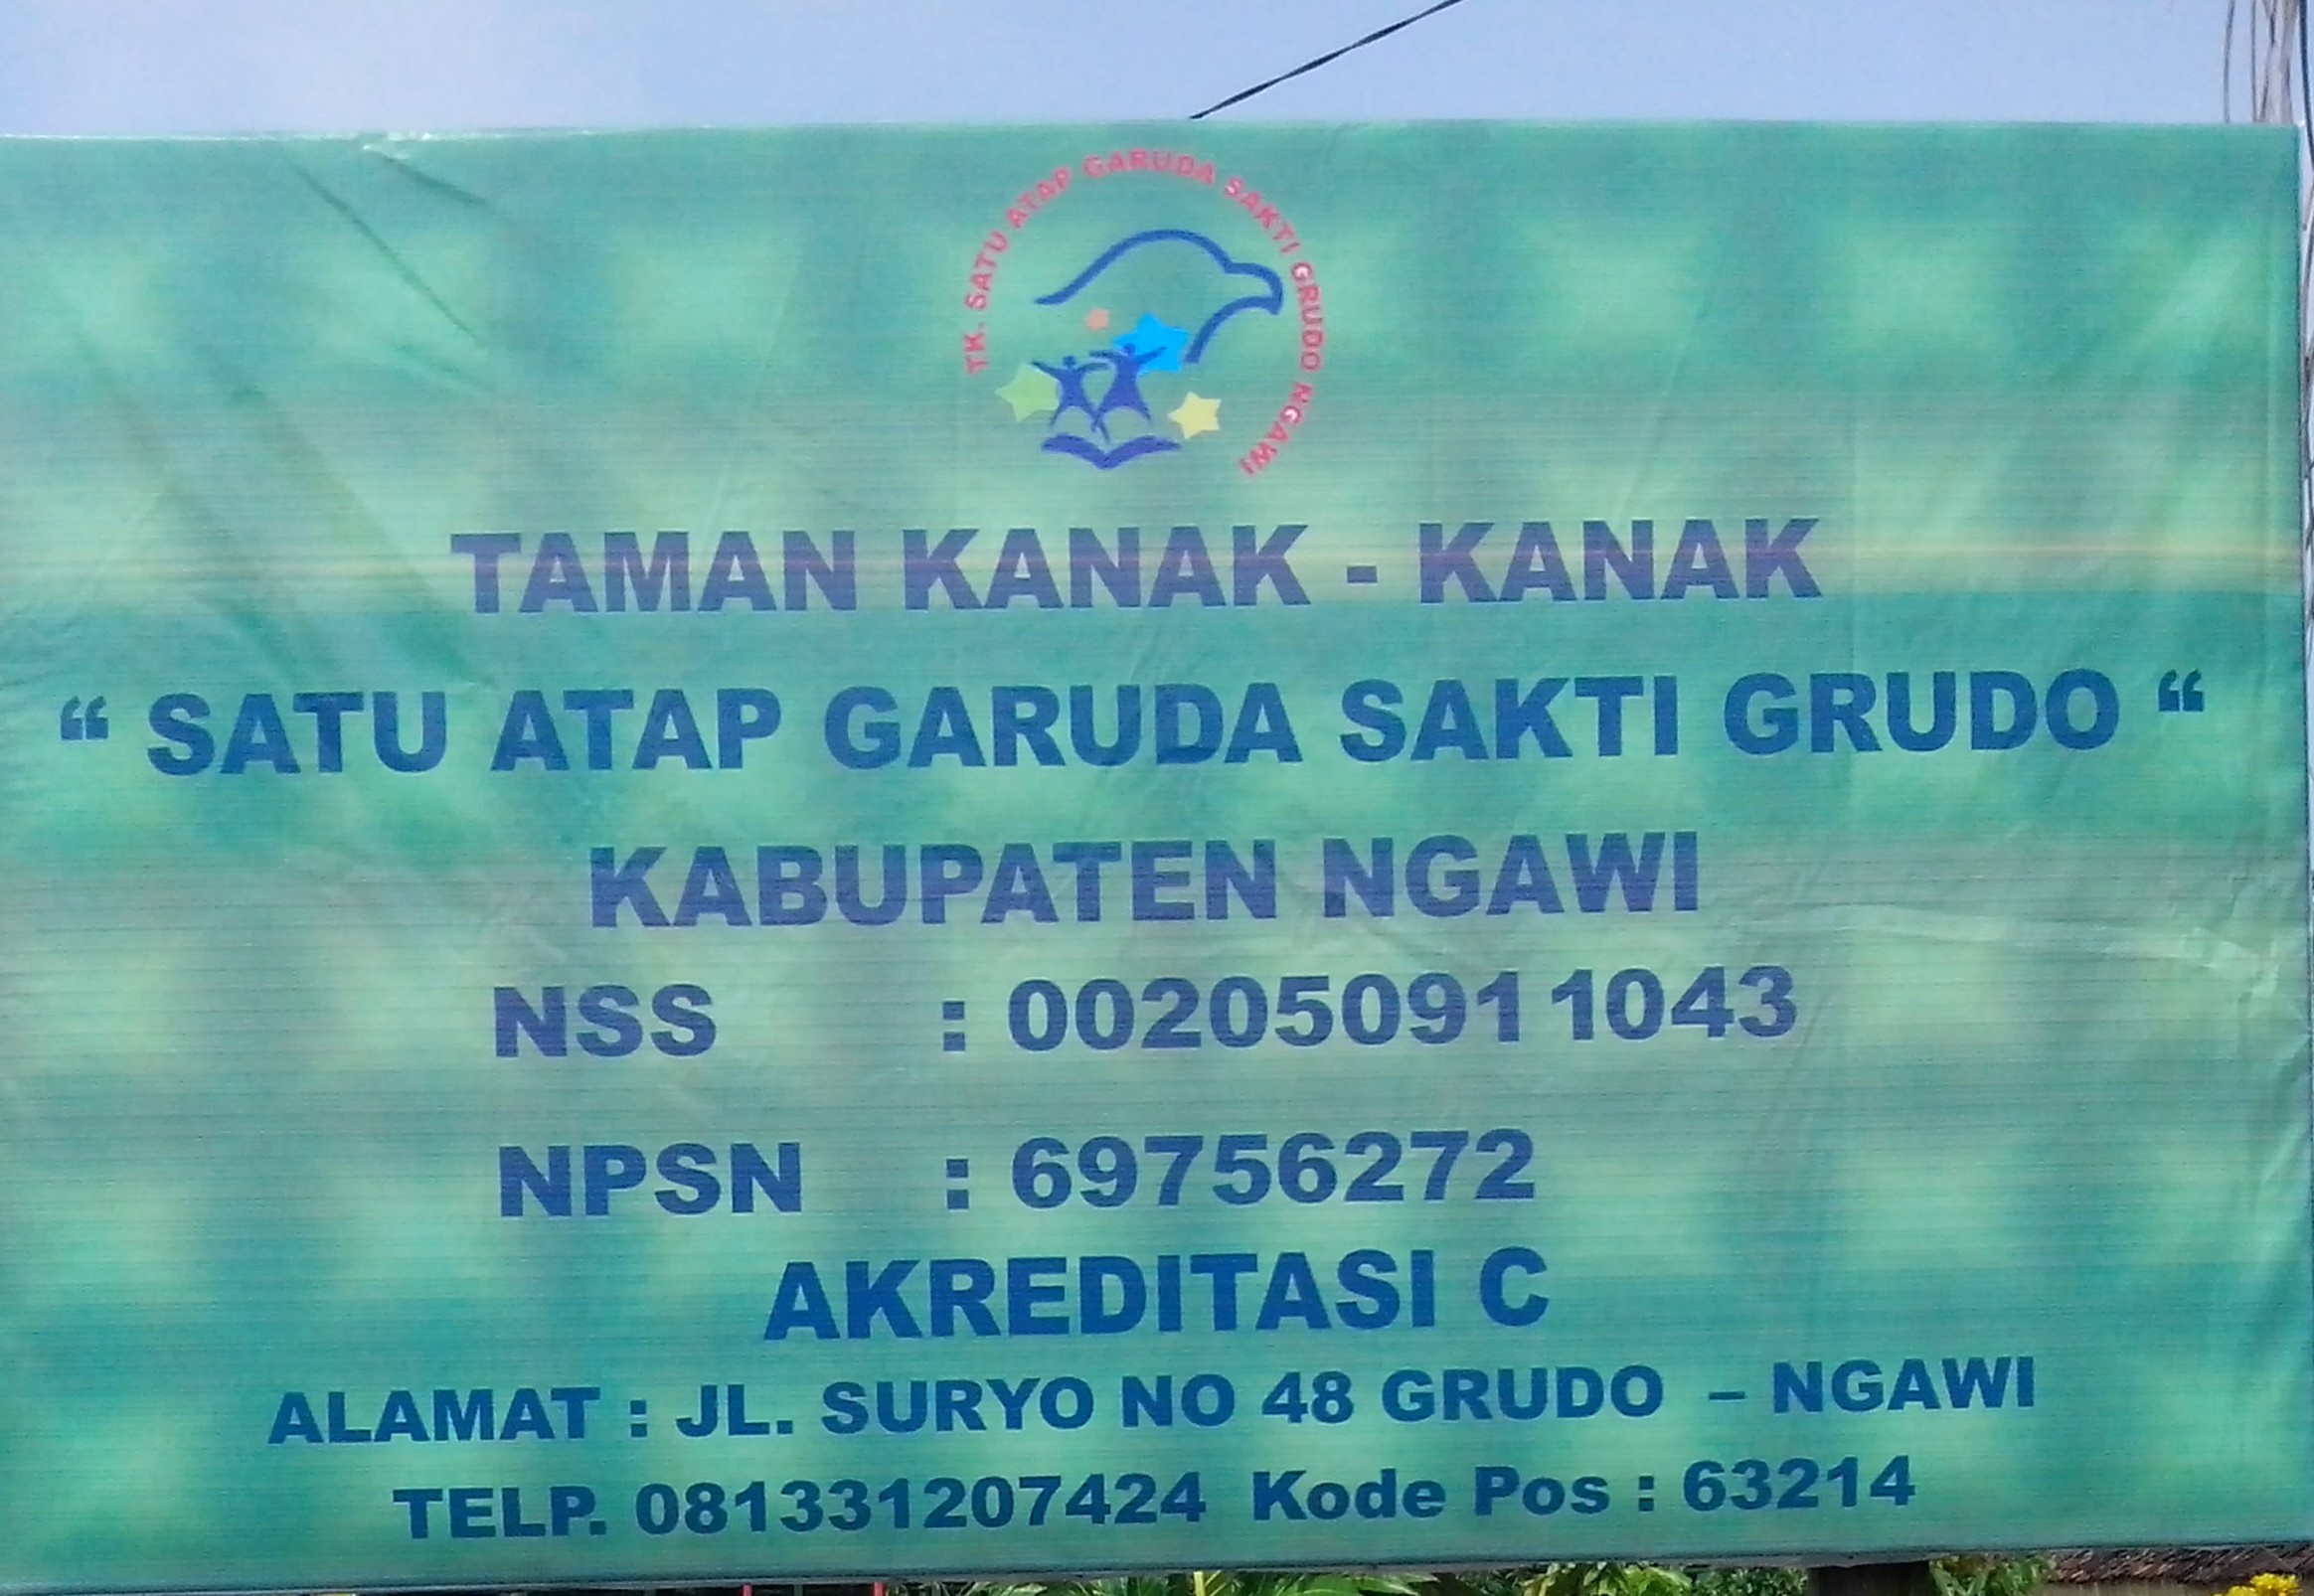 TK. SATU ATAP GARUDA SAKTI GRUDO NGAWI
TAMAN KANAK - KANAK
“ SATU ATAP GARUDA SAKTI GRUDO “
KABUPATEN NGAWI
NSS : 002050911043
NPSN : 69756272
AKREDITASI C
ALAMAT : JL. SURYO NO 48 GRUDO – NGAWI
TELP. 081331207424 Kode Pos : 63214